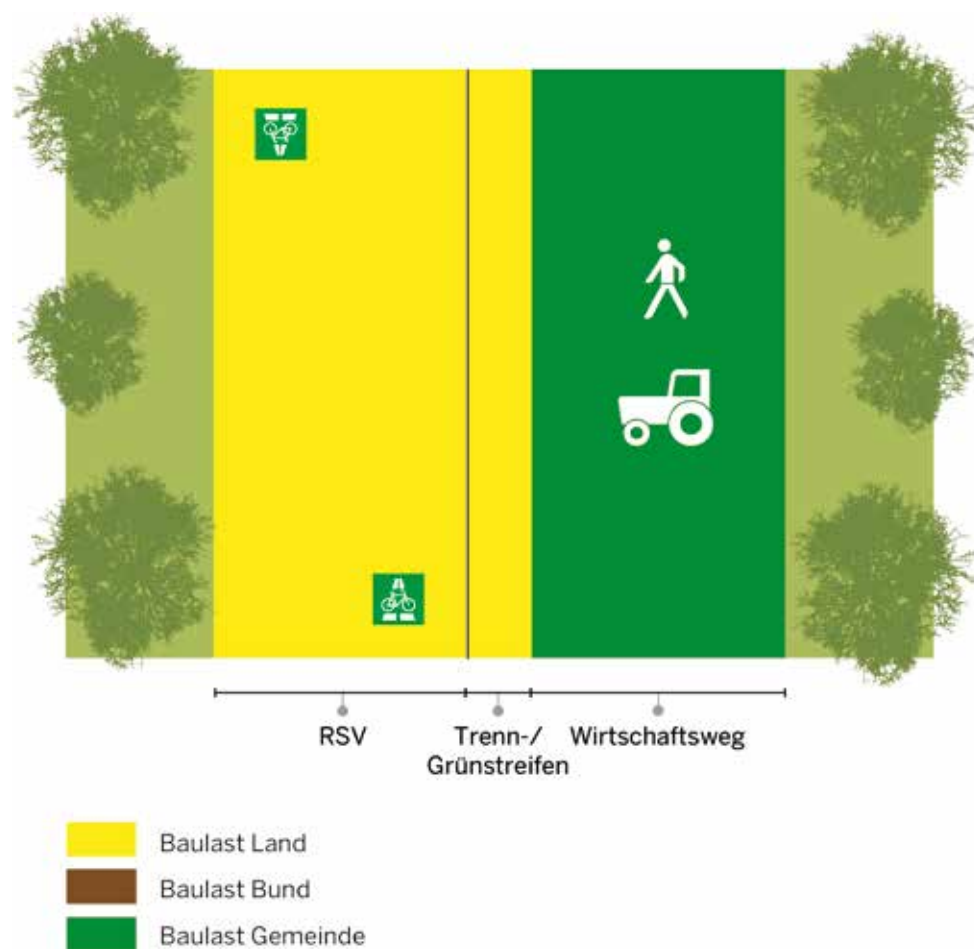 RSV
Trenn-/
Grünstreifen
Wirtschaftsweg
Baulast Land
Baulast Bund
Baulast Gemeinde